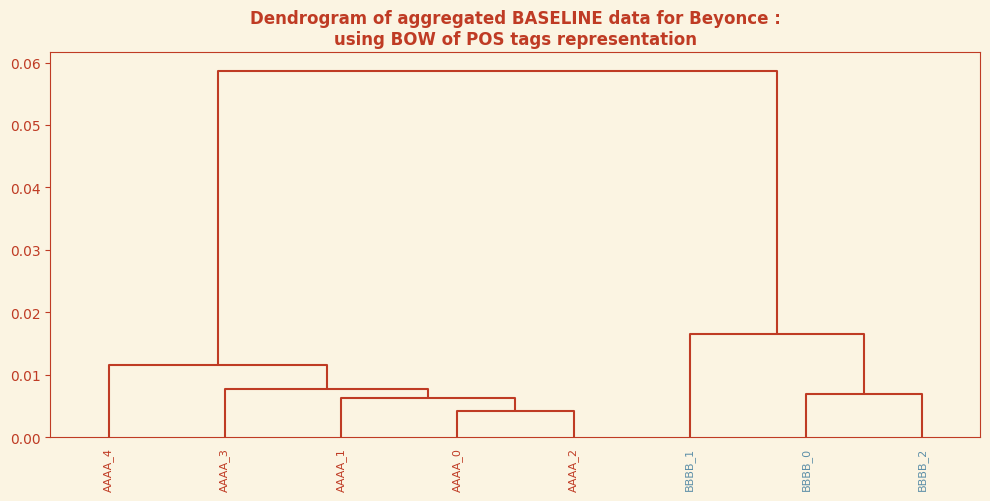 Dendrogram of aggregated BASELINE data for Beyonce :
using BOW of POS tags representation
0.06
0.05
0.04
0.03
0.02
0.01
0.00
AAAA_4
AAAA_3
AAAA_1
AAAA_0
AAAA_2
BBBB_1
BBBB_0
BBBB_2